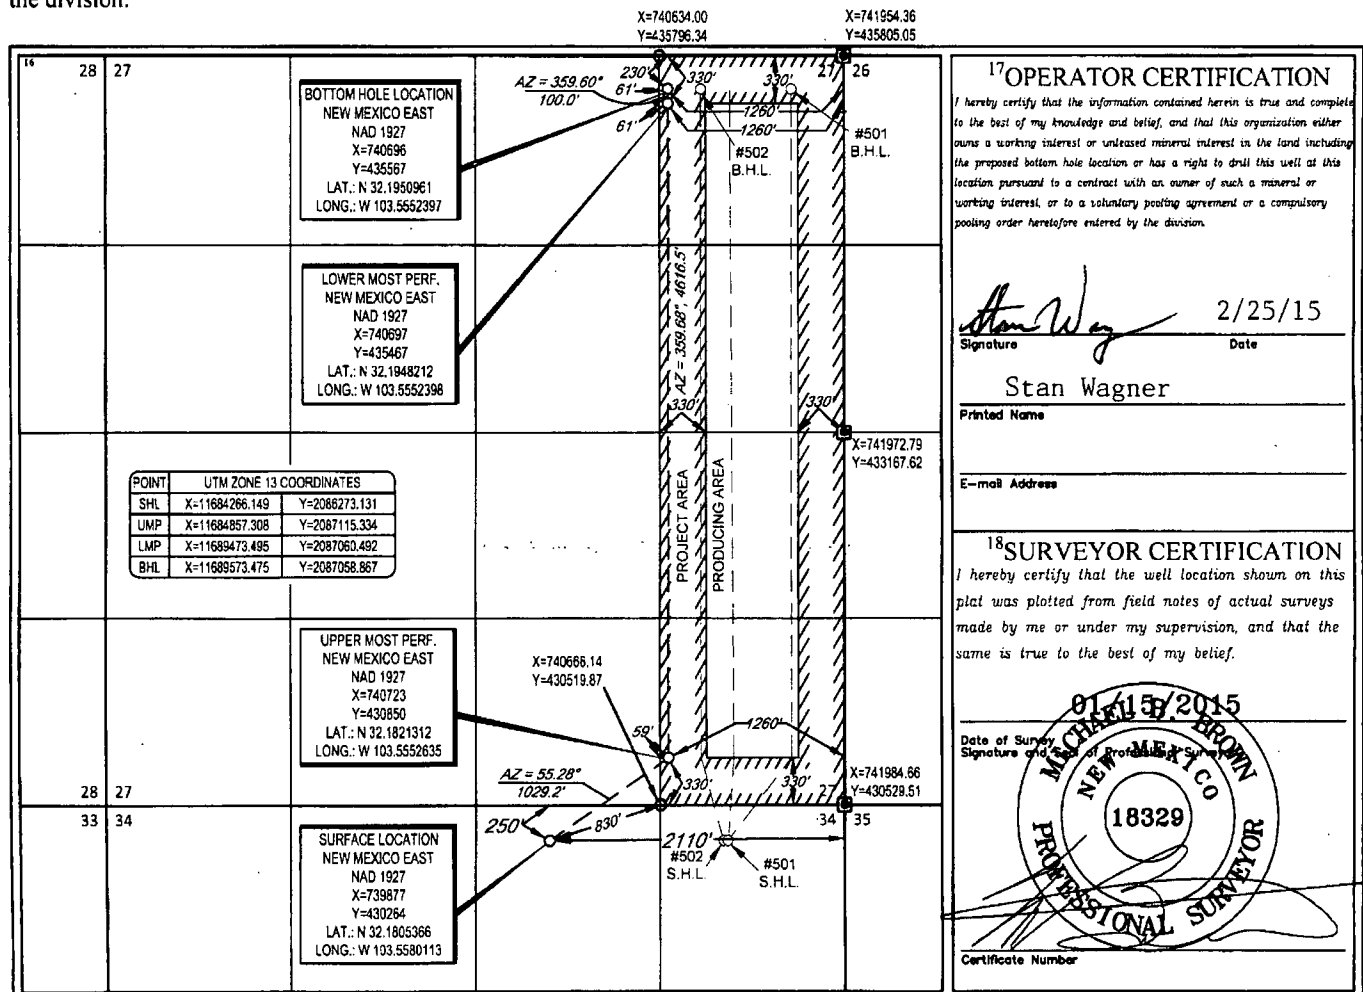 the division.
X=740634.00
Y=435796.34
X=741954.36
Y=435805.05
16
28 27
27 26
230'
330'
330'
AZ = 359.60°
100.0'
61'
61'
1260'
1260'
#502
B.H.L.
#501
B.H.L.
BOTTOM HOLE LOCATION
NEW MEXICO EAST
NAD 1927
X=740696
Y=435567
LAT.: N 32.1950961
LONG.: W 103.5552397
LOWER MOST PERF.
NEW MEXICO EAST
NAD 1927
X=740697
Y=435467
LAT.: N 32.1948212
LONG.: W 103.5552398
AZ = 359.68°, 4616.5'
330'
330'
X=741972.79
Y=433167.62
POINT UTM ZONE 13 COORDINATES
SHL X=11684266.149 Y=2086273.131
UMP X=11684857.308 Y=2087115.334
LMP X=11689473.495 Y=2087060.492
BHL X=11689573.475 Y=2087058.867
PROJECT AREA
PRODUCING AREA
UPPER MOST PERF.
NEW MEXICO EAST
NAD 1927
X=740723
Y=430850
LAT.: N 32.1821312
LONG.: W 103.5552635
X=740666.14
Y=430519.87
59'
1260'
AZ = 55.28°
1029.2'
330'
330'
X=741984.66
Y=430529.51
28 27
33 34
27
34 35
250'
830'
2110'
#502
S.H.L.
#501
S.H.L.
SURFACE LOCATION
NEW MEXICO EAST
NAD 1927
X=739877
Y=430264
LAT.: N 32.1805366
LONG.: W 103.5580113
17 OPERATOR CERTIFICATION
I hereby certify that the information contained herein is true and complete
to the best of my knowledge and belief, and that this organization either
owns a working interest or unleased mineral interest in the land including
the proposed bottom hole location or has a right to drill this well at this
location pursuant to a contract with an owner of such a mineral or
working interest, or to a voluntary pooling agreement or a compulsory
pooling order heretofore entered by the division.
Stan Wag
2/25/15
Signature Date
Stan Wagner
Printed Name
E-mail Address
18 SURVEYOR CERTIFICATION
I hereby certify that the well location shown on this
plat was plotted from field notes of actual surveys
made by me or under my supervision, and that the
same is true to the best of my belief.
01/15/2015
Date of Survey
Signature and Seal of Professional Surveyor
MICHAEL B. BROWN
NEW MEXICO
18329
PROFESSIONAL SURVEYOR
Certificate Number